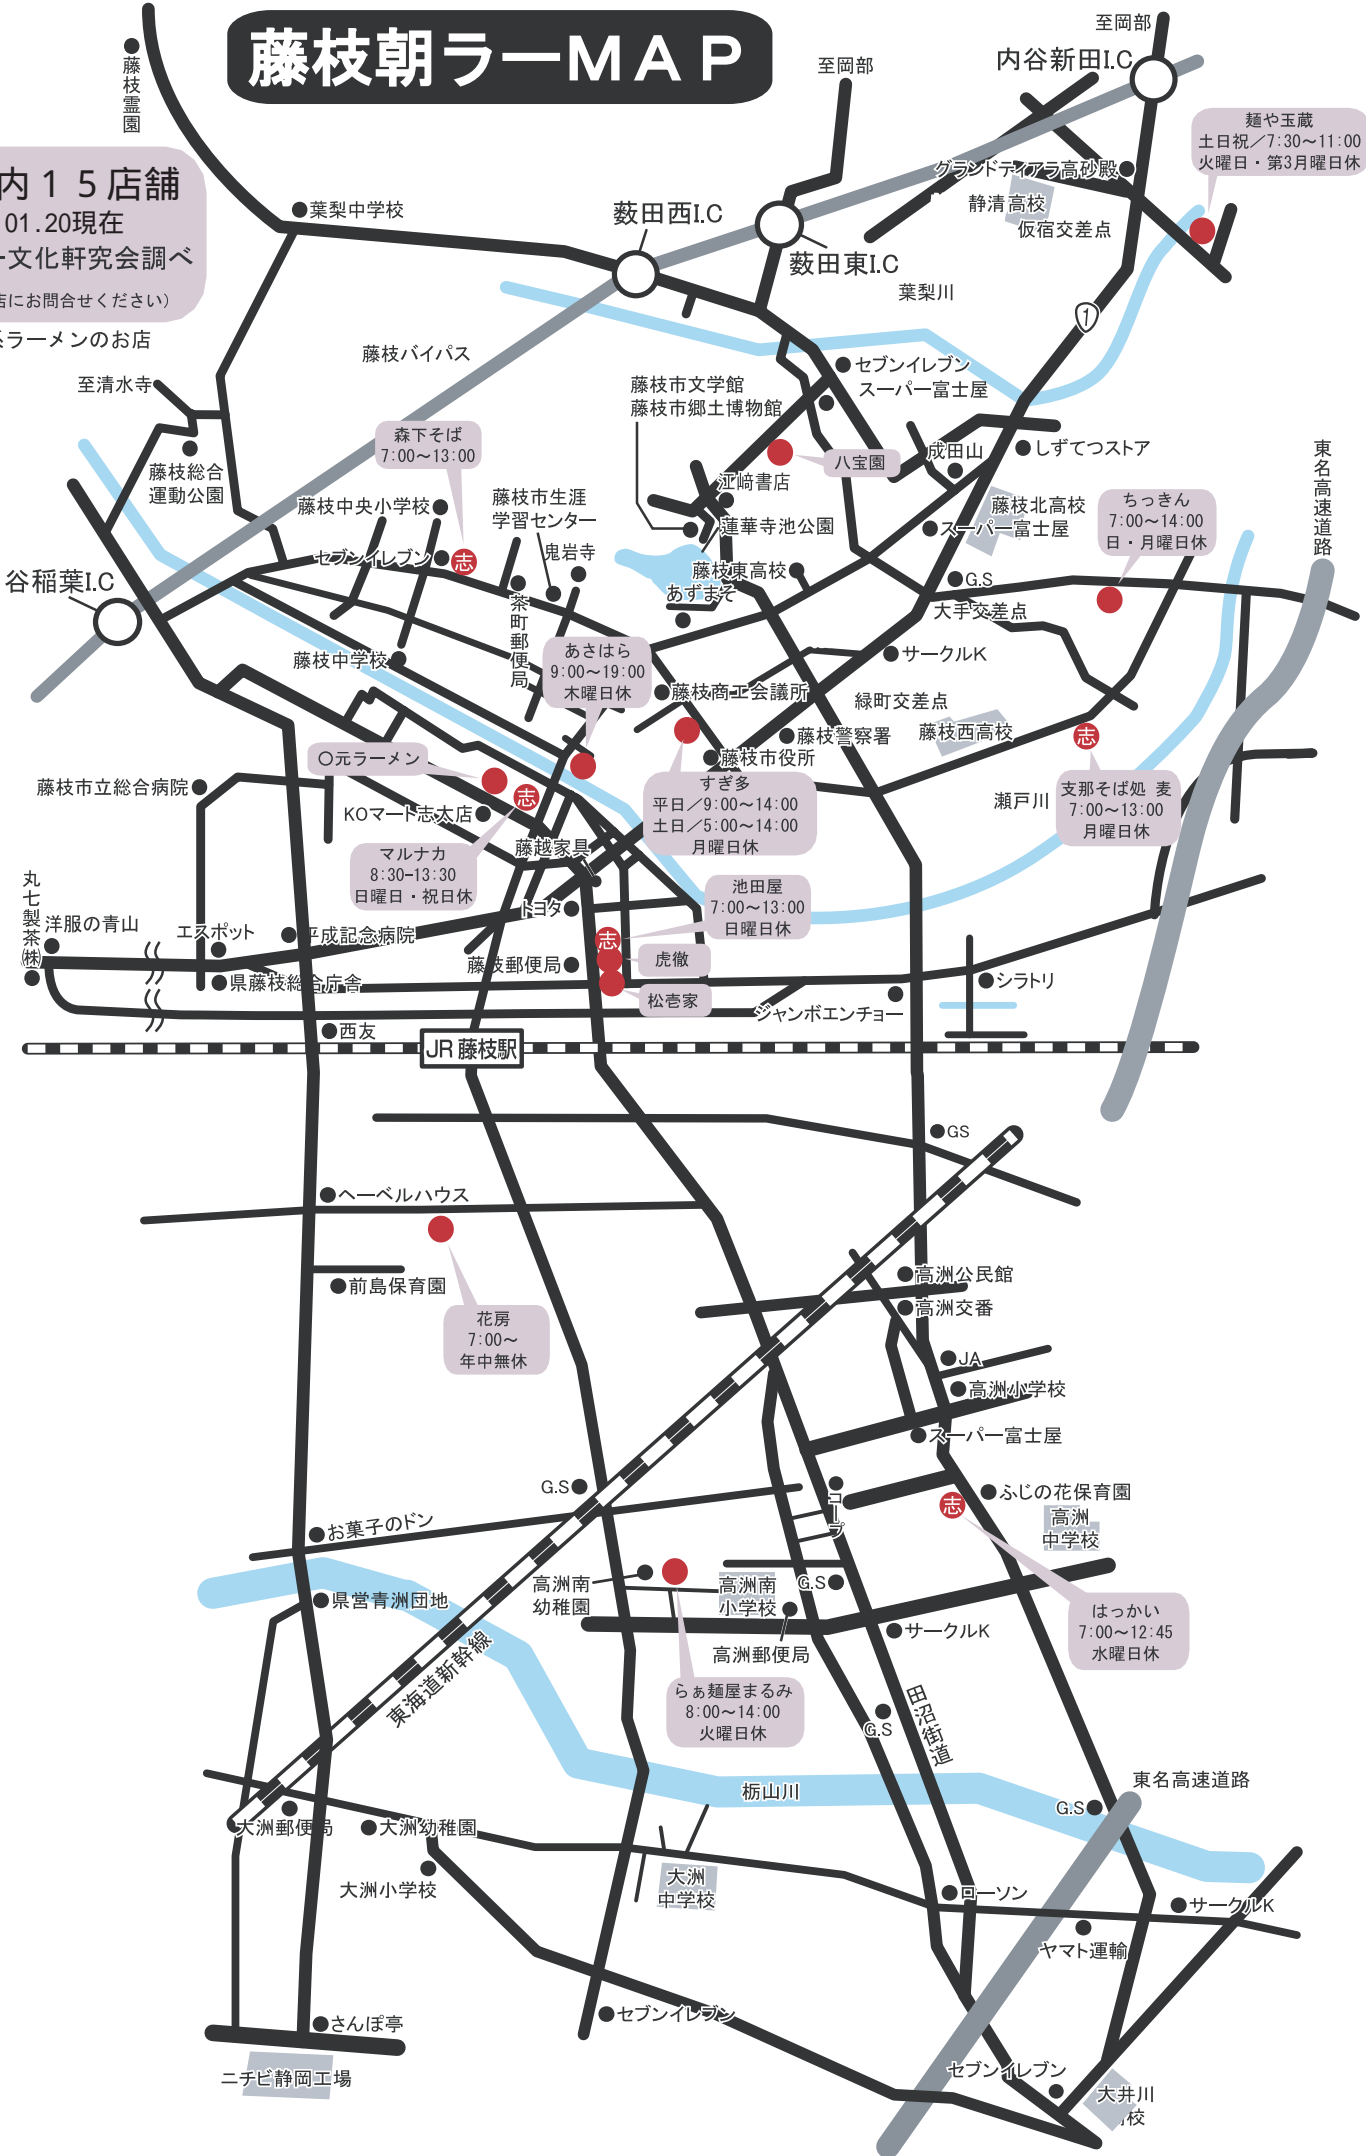 藤枝朝ラーMAP
藤枝霊園
内15店舗
01.20現在
ー文化軒究会調べ
店にお問合せください）
系ラーメンのお店
至清水寺
葉梨中学校
藪田西I.C
藪田東I.C
至岡部
至岡部
内谷新田I.C
麺や玉蔵
土日祝／7:30〜11:00
火曜日・第3月曜日休
グランドティアラ高砂殿
静清高校
仮宿交差点
葉梨川
1
藤枝バイパス
セブンイレブン
スーパー富士屋
藤枝市文学館
藤枝市郷土博物館
森下そば
7:00〜13:00
八宝園
成田山
しずてつストア
東名高速道路
藤枝総合
運動公園
藤枝中央小学校
藤枝市生涯
学習センター
江﨑書店
蓮華寺池公園
藤枝北高校
スーパー富士屋
ちっきん
7:00〜14:00
日・月曜日休
セブンイレブン
志
鬼岩寺
藤枝東高校
あずまそ
G.S
大手交差点
谷稲葉I.C
茶町郵便局
藤枝中学校
あさはら
9:00〜19:00
木曜日休
サークルK
藤枝商工会議所
緑町交差点
藤枝警察署
藤枝西高校
志
藤枝市役所
〇元ラーメン
すぎ多
平日／9:00〜14:00
土日／5:00〜14:00
月曜日休
瀬戸川
支那そば処 麦
7:00〜13:00
月曜日休
藤枝市立総合病院
志
KOマート志太店
マルナカ
8:30−13:30
日曜日・祝日休
藤越家具
丸七製茶㈱
洋服の青山
エスポット
平成記念病院
トヨタ
池田屋
7:00〜13:00
日曜日休
志
虎徹
松壱家
県藤枝総合庁舎
藤枝郵便局
シラトリ
ジャンボエンチョー
西友
JR 藤枝駅
GS
ヘーベルハウス
前島保育園
花房
7:00〜
年中無休
高洲公民館
高洲交番
JA
高洲小学校
スーパー富士屋
G.S
コープ
ふじの花保育園
志
高洲
中学校
お菓子のドン
高洲南
幼稚園
高洲南
小学校
G.S
県営青洲団地
高洲郵便局
サークルK
はっかい
7:00〜12:45
水曜日休
東海道新幹線
らぁ麺屋まるみ
8:00〜14:00
火曜日休
田沼街道
G.S
栃山川
東名高速道路
G.S
大洲郵便局
大洲幼稚園
大洲小学校
大洲
中学校
ローソン
サークルK
ヤマト運輸
さんぽ亭
セブンイレブン
ニチビ静岡工場
セブンイレブン
大井川
校